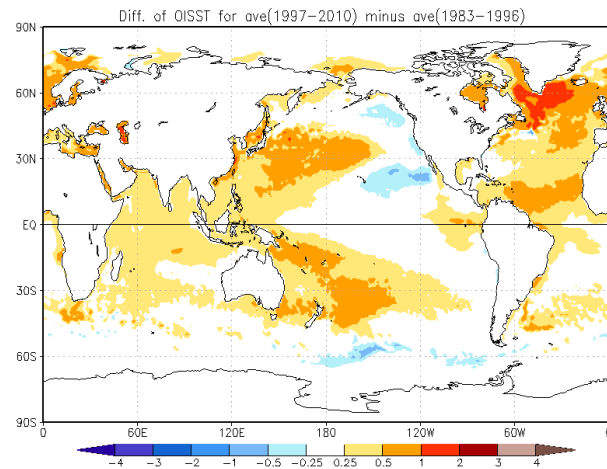 Diff. of OISST for ave(1997−2010) minus ave(1983−1996)
90N
60N
30N
EQ
30S
60S
90S
0 60E 120E 180 120W 60W 0
−4 −3 −2 −1 −0.5 −0.25 0.25 0.5 1 2 3